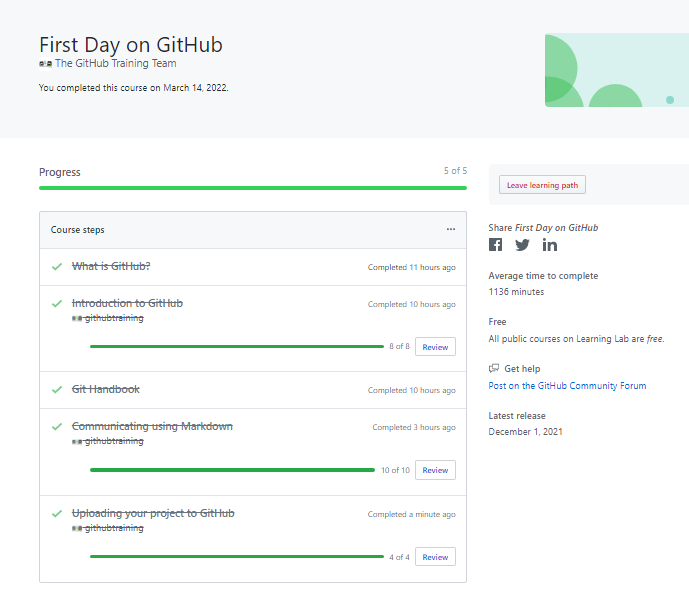 First Day on GitHub
The GitHub Training Team
You completed this course on March 14, 2022.
Progress
5 of 5
Course steps
...
What is GitHub?
Completed 11 hours ago
Introduction to GitHub
Completed 10 hours ago
githubtraining
8 of 8
Review
Git Handbook
Completed 10 hours ago
Communicating using Markdown
Completed 3 hours ago
githubtraining
10 of 10
Review
Uploading your project to GitHub
Completed a minute ago
githubtraining
4 of 4
Review
Leave learning path
Share First Day on GitHub
Average time to complete
1136 minutes
Free
All public courses on Learning Lab are free.
Get help
Post on the GitHub Community Forum
Latest release
December 1, 2021